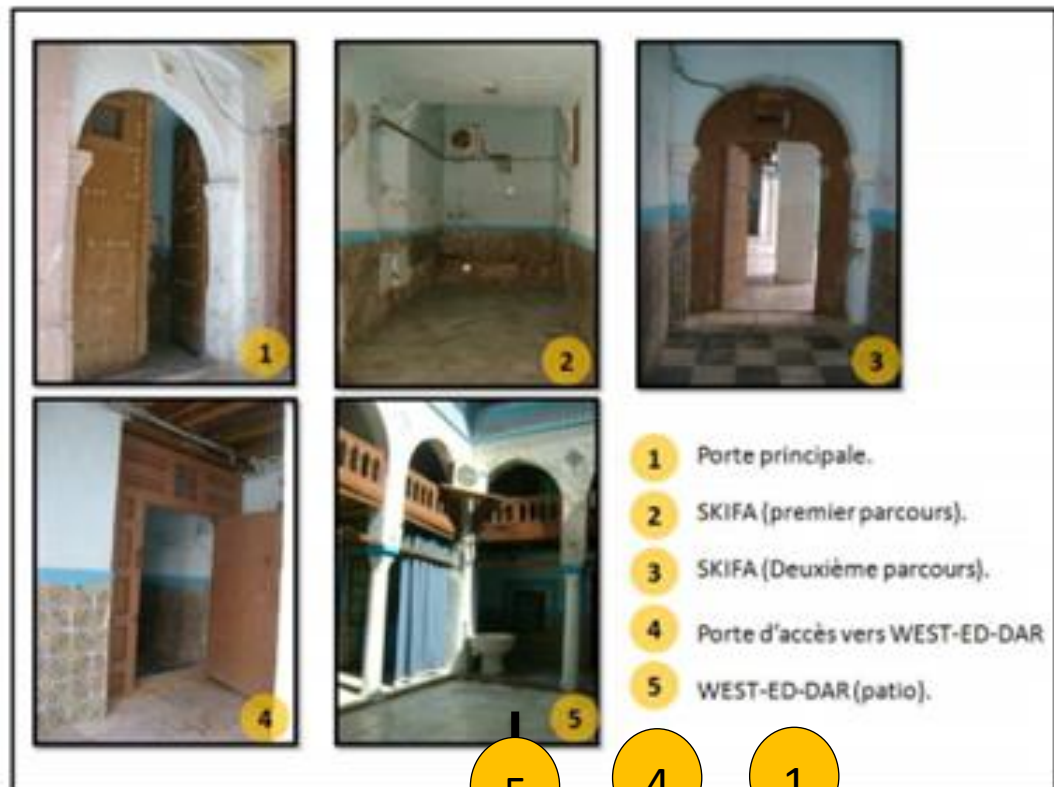 1
2
3
4
5
1 Porte principale.
2 SKIFA (premier parcours).
3 SKIFA (Deuxième parcours).
4 Porte d'accès vers WEST-ED-DAR
5 WEST-ED-DAR (patio).
5 4 1